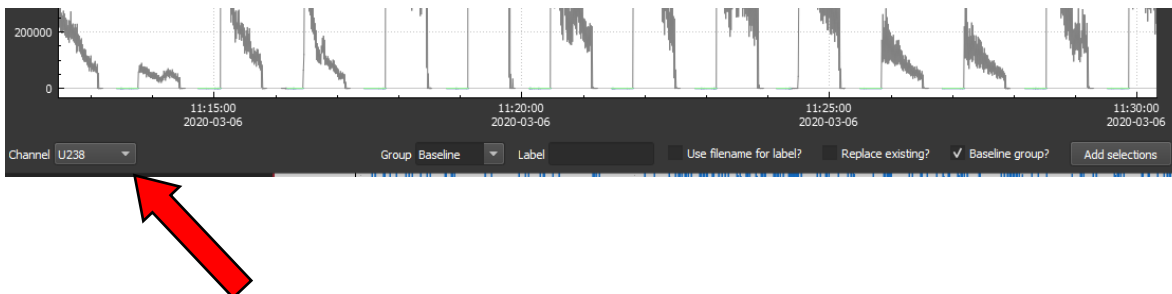 200000
0
11:15:00 11:20:00 11:25:00 11:30:00
2020-03-06 2020-03-06 2020-03-06 2020-03-06
Channel U238 Group Baseline Label Use filename for label? Replace existing? Baseline group? Add selections